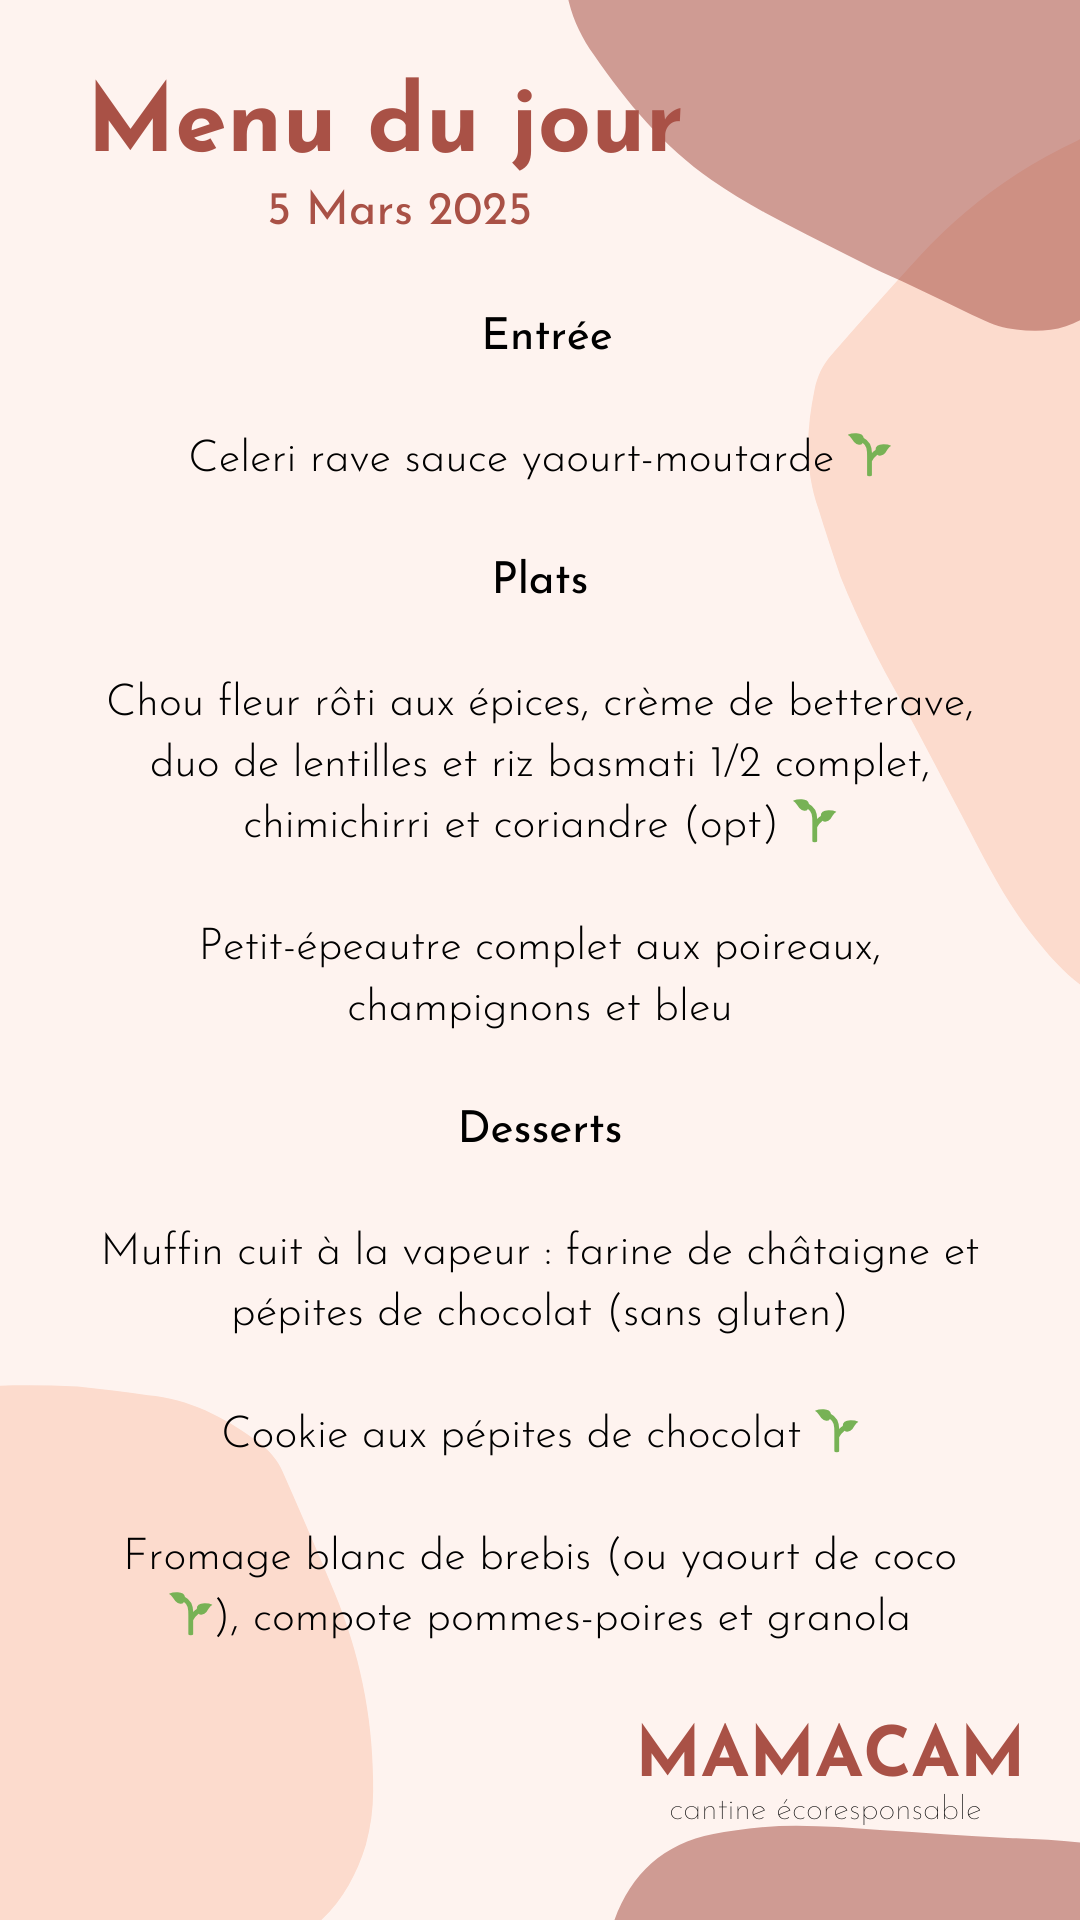 Menu du jour
5 Mars 2025
Entrée
Celeri rave sauce yaourt-moutarde 🌱
Plats
Chou fleur rôti aux épices, crème de betterave,
duo de lentilles et riz basmati 1/2 complet,
chimichirri et coriandre (opt) 🌱
Petit-épeautre complet aux poireaux,
champignons et bleu
Desserts
Muffin cuit à la vapeur : farine de châtaigne et
pépites de chocolat (sans gluten)
Cookie aux pépites de chocolat 🌱
Fromage blanc de brebis (ou yaourt de coco
🌱), compote pommes-poires et granola
MAMACAM
cantine écoresponsable